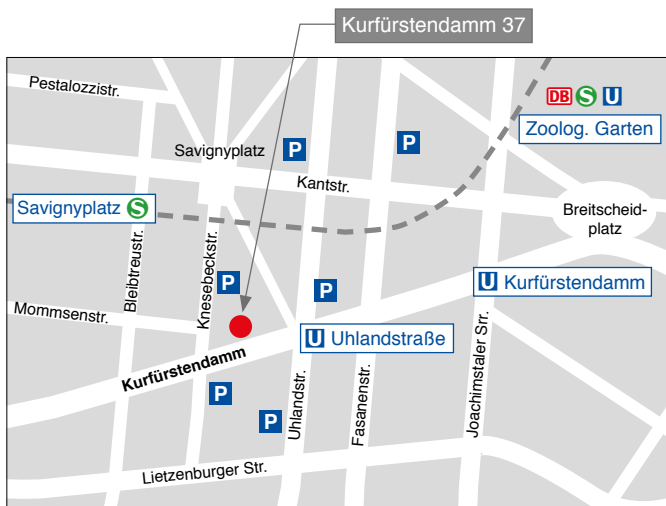 Kurfürstendamm 37
Pestalozzistr.
DB S U
Zoolog. Garten
P
P
Savignyplatz
Kantstr.
Savignyplatz S
Breitscheid-
platz
Bleibtreustr.
Knesebeckstr.
P
P
U Kurfürstendamm
Mommsenstr.
U Uhlandstraße
Kurfürstendamm
Uhlandstr.
Fasanenstr.
Joachimstaler Srr.
P
P
Lietzenburger Str.